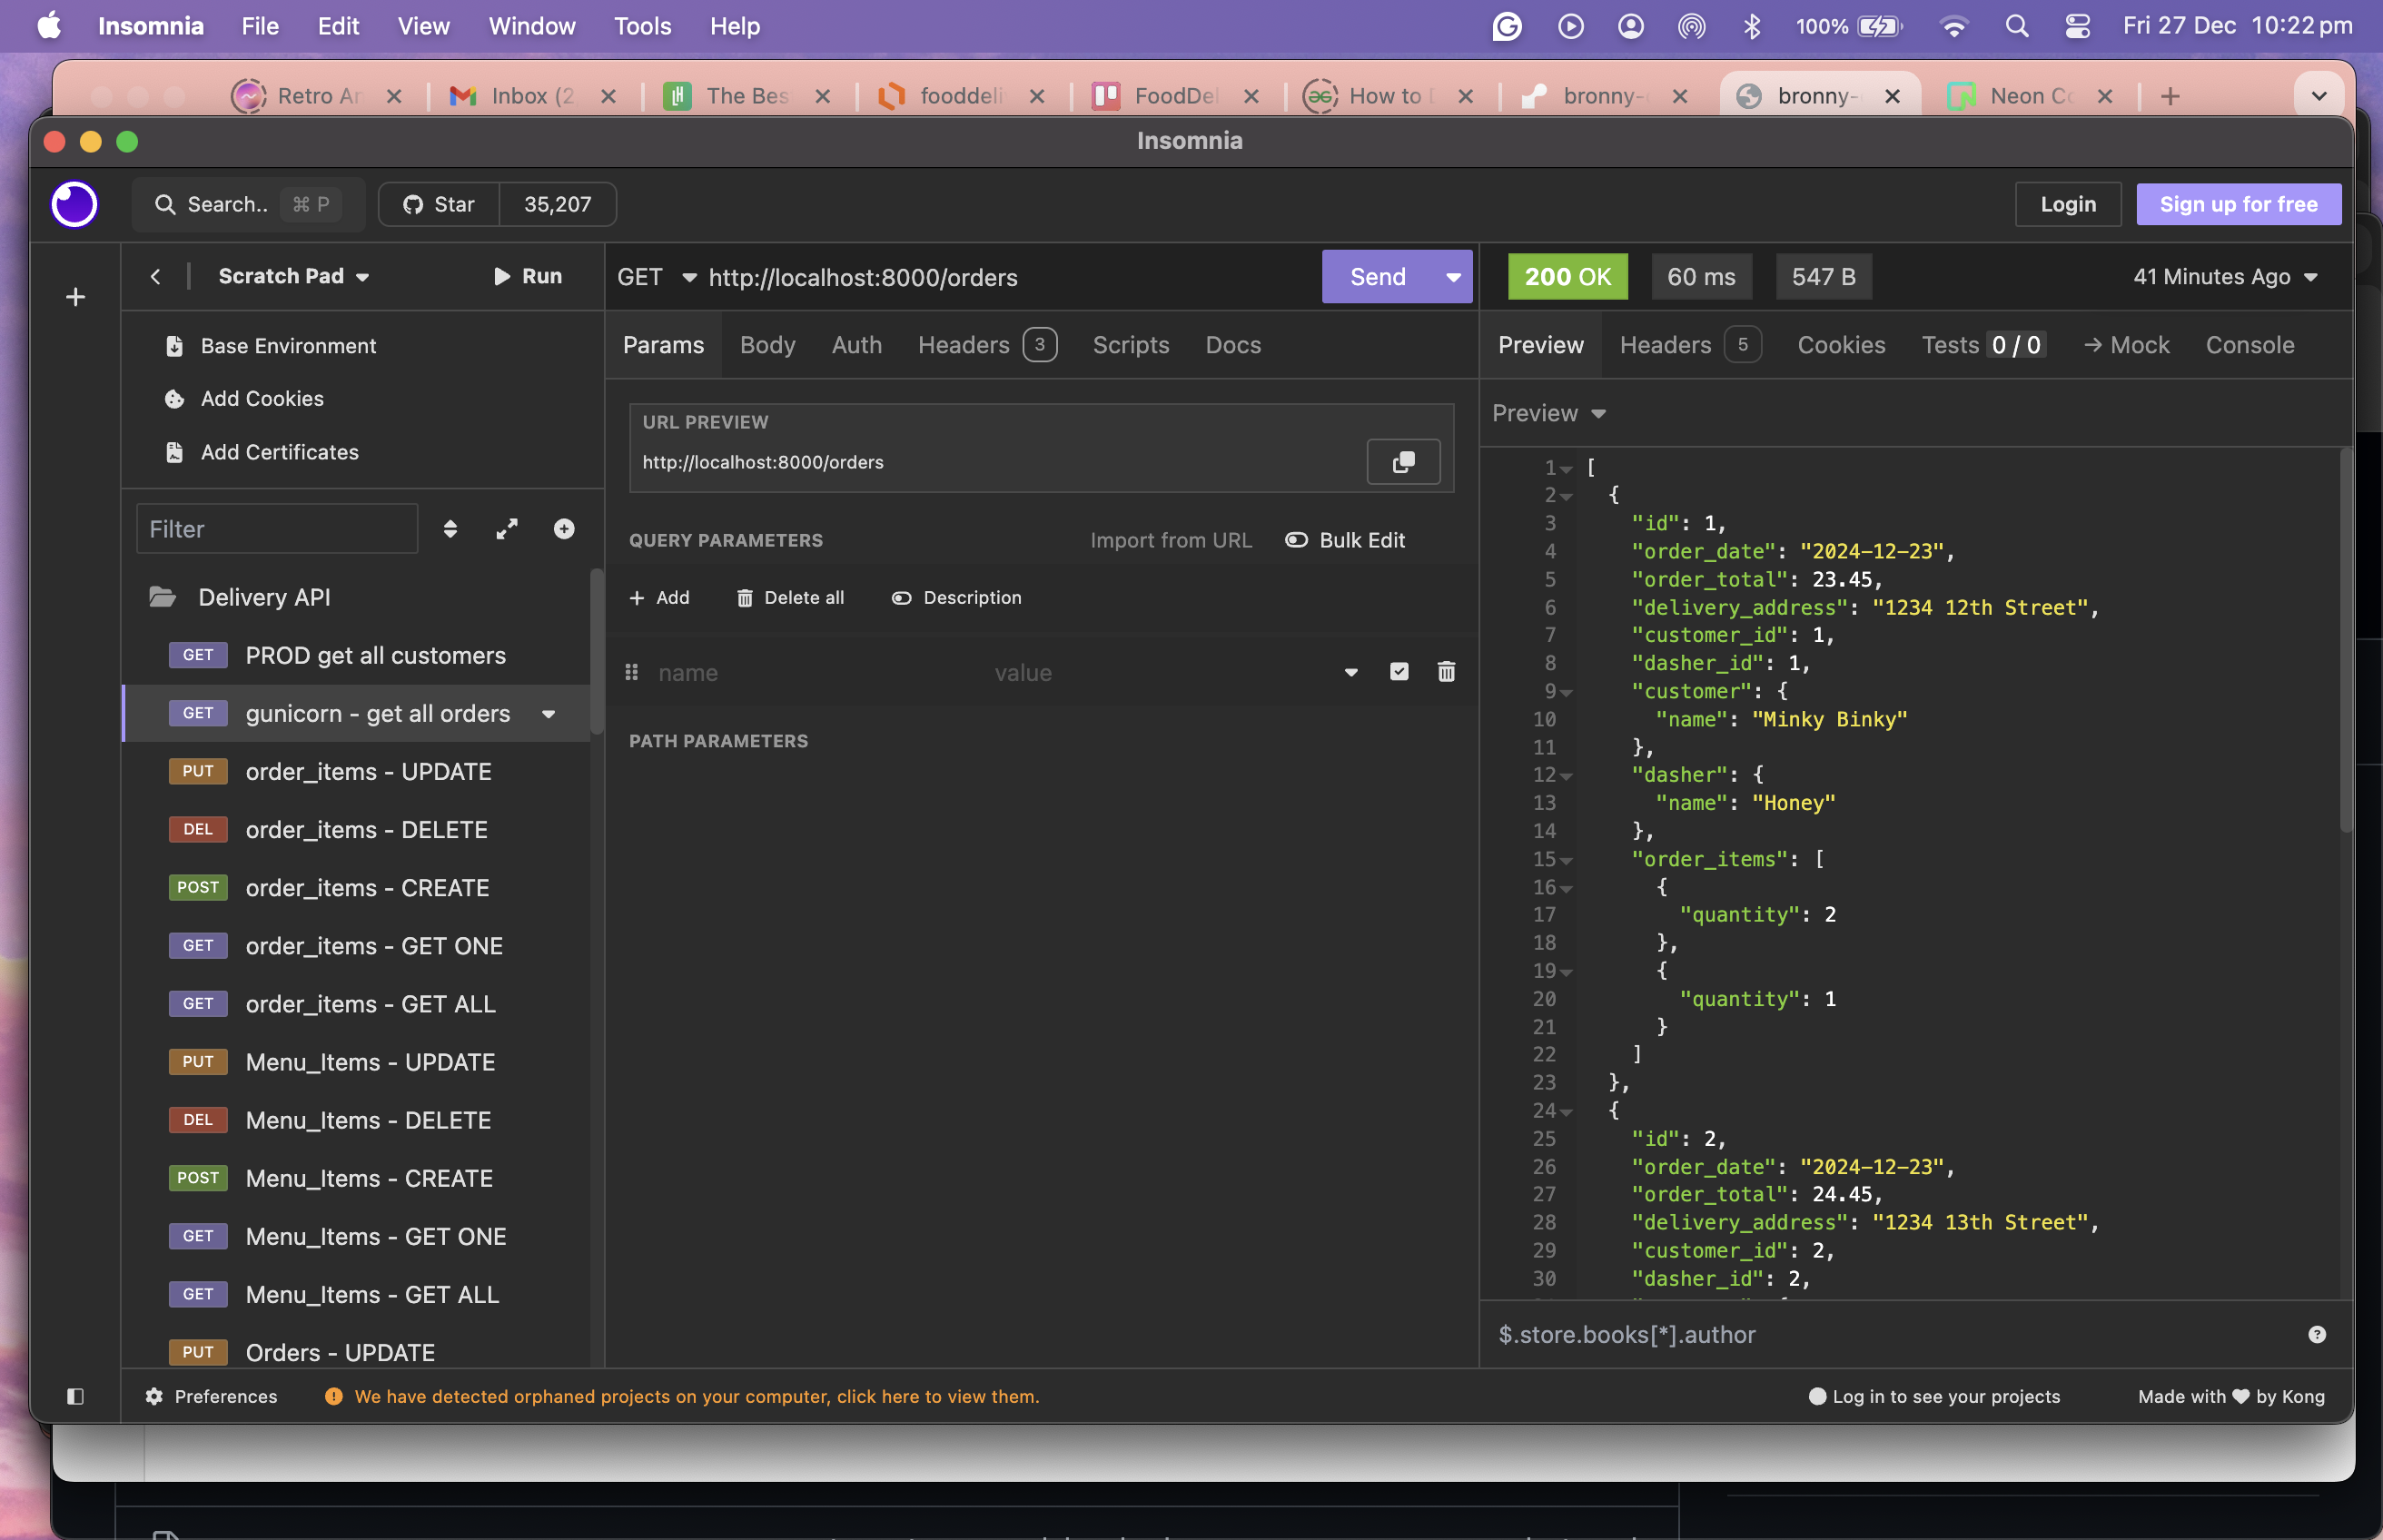 Insomnia File Edit View Window Tools Help 100% Fri 27 Dec 10:22 pm
Retro Inbox (2 The Bes fooddeli FoodDel How to bronny- bronny- Neon
Insomnia
Search.. ⌘ P Star 35,207 Login Sign up for free
Scratch Pad Run
Base Environment
Add Cookies
Add Certificates
Filter
Delivery API
GET PROD get all customers
GET gunicorn - get all orders
PUT order_items - UPDATE
DEL order_items - DELETE
POST order_items - CREATE
GET order_items - GET ONE
GET order_items - GET ALL
PUT Menu_Items - UPDATE
DEL Menu_Items - DELETE
POST Menu_Items - CREATE
GET Menu_Items - GET ONE
GET Menu_Items - GET ALL
PUT Orders - UPDATE
GET http://localhost:8000/orders Send
Params Body Auth Headers 3 Scripts Docs
URL PREVIEW
http://localhost:8000/orders
QUERY PARAMETERS Import from URL Bulk Edit
+ Add Delete all Description
name value
PATH PARAMETERS
200 OK 60 ms 547 B 41 Minutes Ago
Preview Headers 5 Cookies Tests 0 / 0 → Mock Console
Preview
1 [
2 {
3 "id": 1,
4 "order_date": "2024-12-23",
5 "order_total": 23.45,
6 "delivery_address": "1234 12th Street",
7 "customer_id": 1,
8 "dasher_id": 1,
9 "customer": {
10 "name": "Minky Binky"
11 },
12 "dasher": {
13 "name": "Honey"
14 },
15 "order_items": [
16 {
17 "quantity": 2
18 },
19 {
20 "quantity": 1
21 }
22 ]
23 },
24 {
25 "id": 2,
26 "order_date": "2024-12-23",
27 "order_total": 24.45,
28 "delivery_address": "1234 13th Street",
29 "customer_id": 2,
30 "dasher_id": 2,
$.store.books[*].author
Preferences We have detected orphaned projects on your computer, click here to view them. Log in to see your projects Made with ♥ by Kong